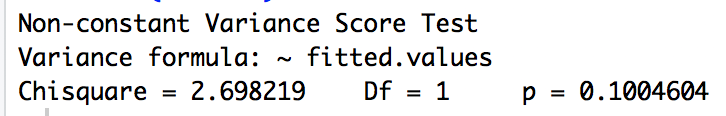 Non-constant Variance Score Test
Variance formula: ~ fitted.values
Chisquare = 2.698219    Df = 1     p = 0.1004604